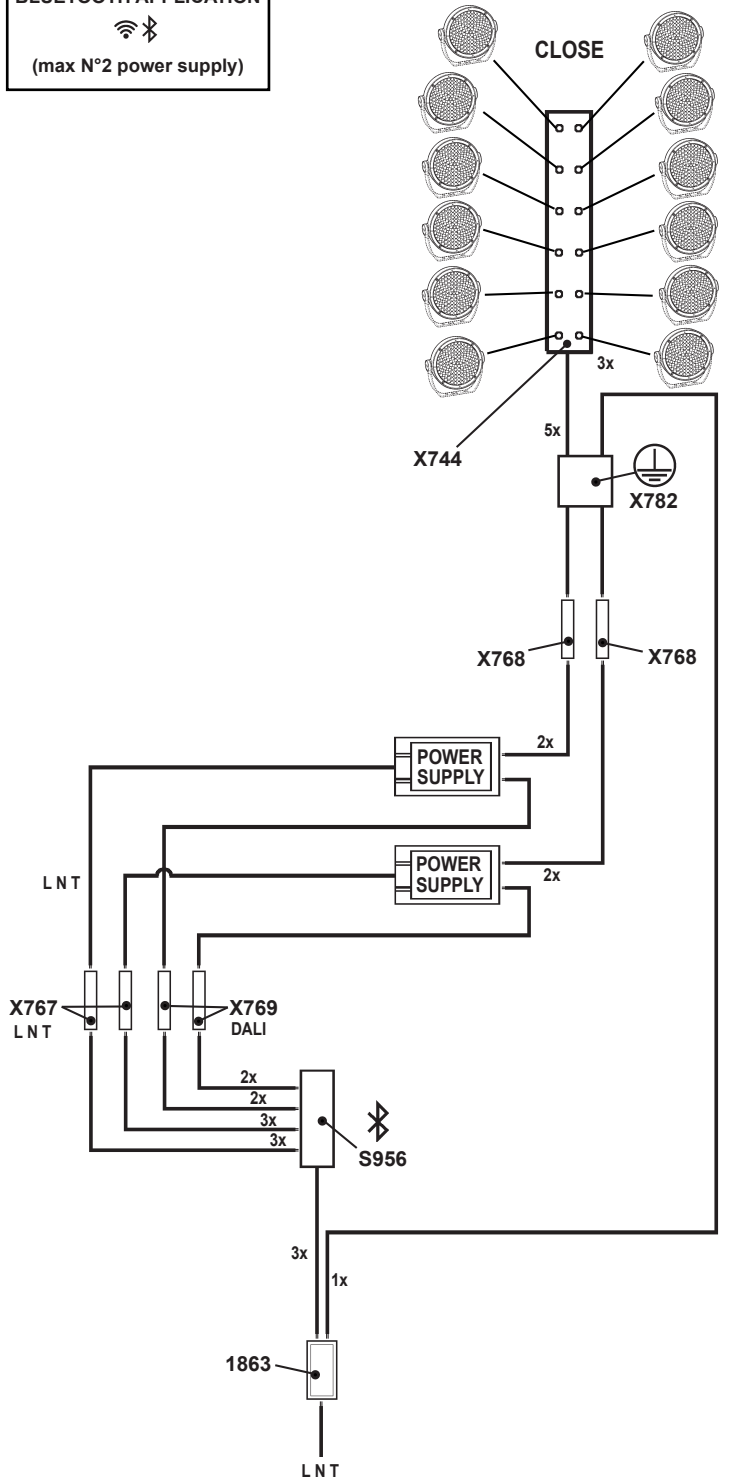 BLUETOOTH APPLICATION
(max N°2 power supply)
CLOSE
3x
5x
X744
X782
X768
X768
2x
POWER
SUPPLY
POWER
SUPPLY
2x
L N T
X767
L N T
X769
DALI
2x
2x
3x
3x
S956
3x
1x
1863
L N T